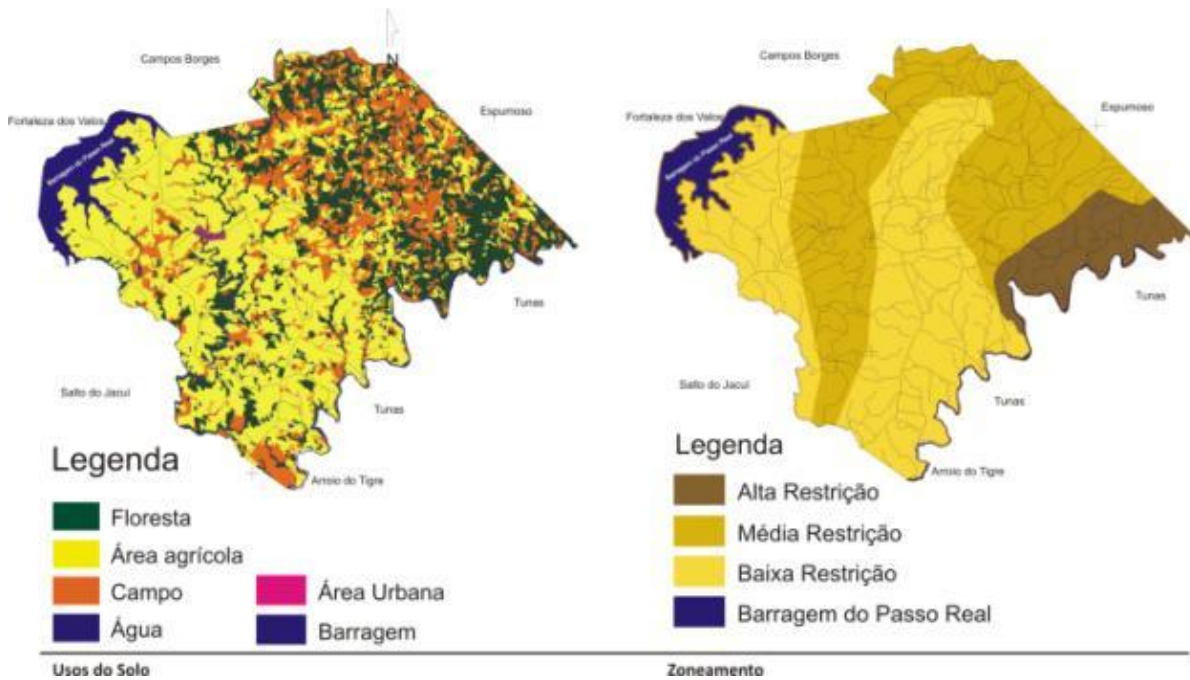 N
Campos Borges
Fortaleza dos Valos
Espumoso
Barragem do Passo Real
Tunas
Salto do Jacuí
Tunas
Arroio do Tigre
Legenda
Floresta
Área agrícola
Campo
Água
Área Urbana
Barragem
Usos do Solo
Campos Borges
Fortaleza dos Valos
Espumoso
Barragem do Passo Real
Tunas
Salto do Jacuí
Tunas
Arroio do Tigre
Legenda
Alta Restrição
Média Restrição
Baixa Restrição
Barragem do Passo Real
Zoneamento